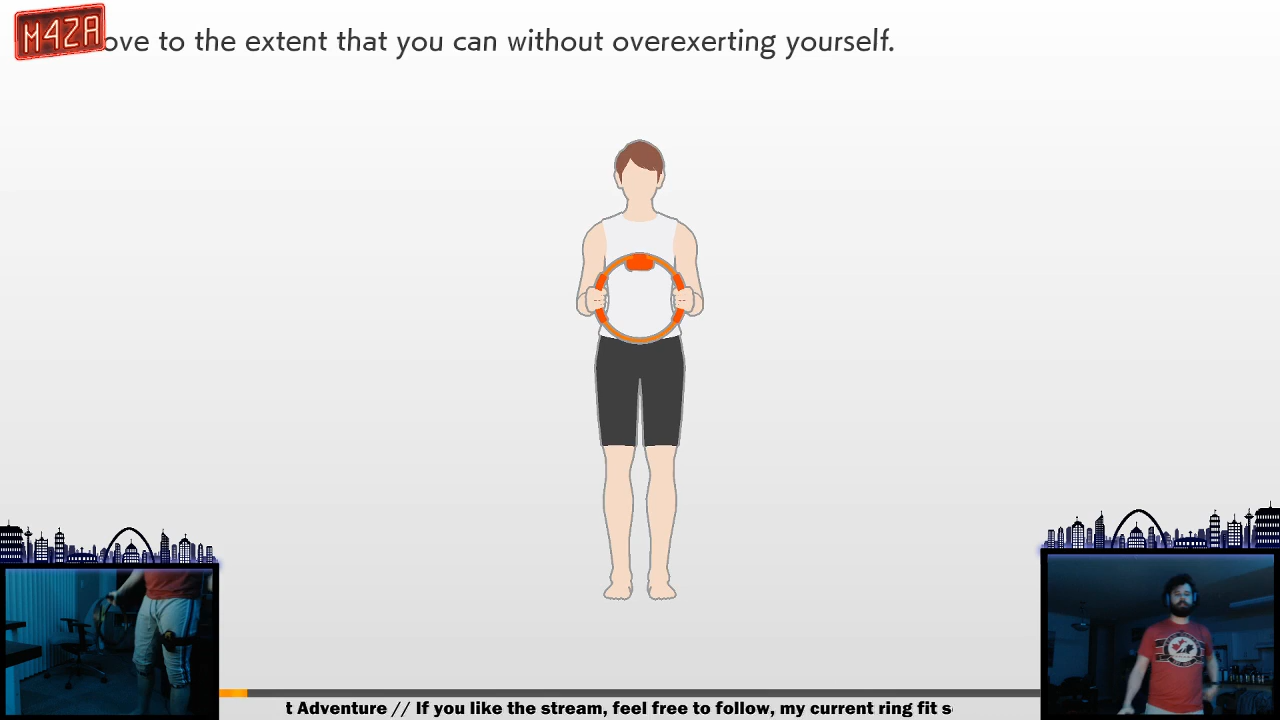 M4ZA
ove to the extent that you can without overexerting yourself.
t Adventure // If you like the stream, feel free to follow, my current ring fit s